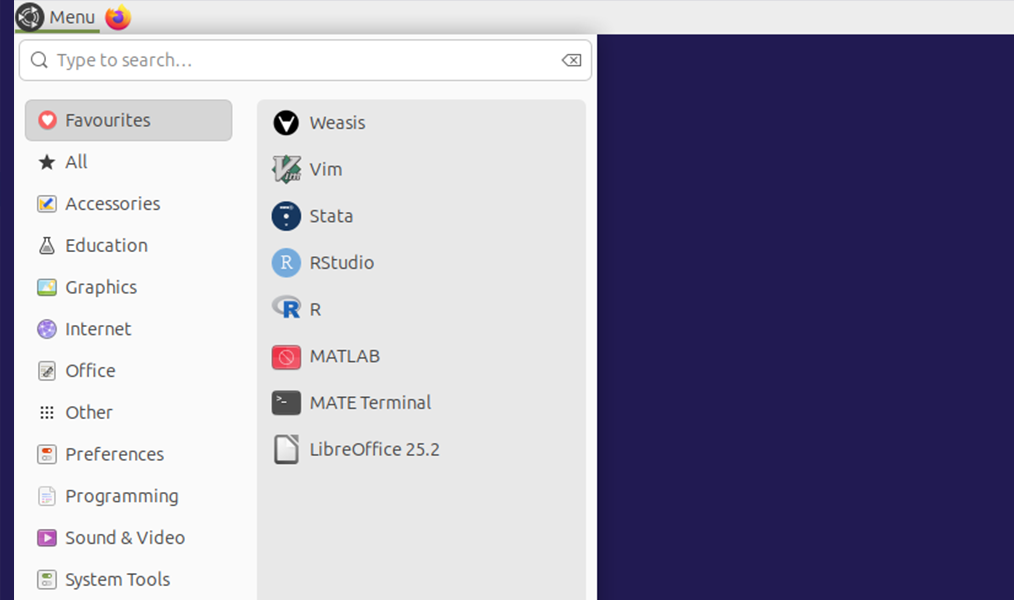 Menu
Type to search…
Favourites
All
Accessories
Education
Graphics
Internet
Office
Other
Preferences
Programming
Sound & Video
System Tools
Weasis
Vim
Stata
R RStudio
R R
MATLAB
MATE Terminal
LibreOffice 25.2